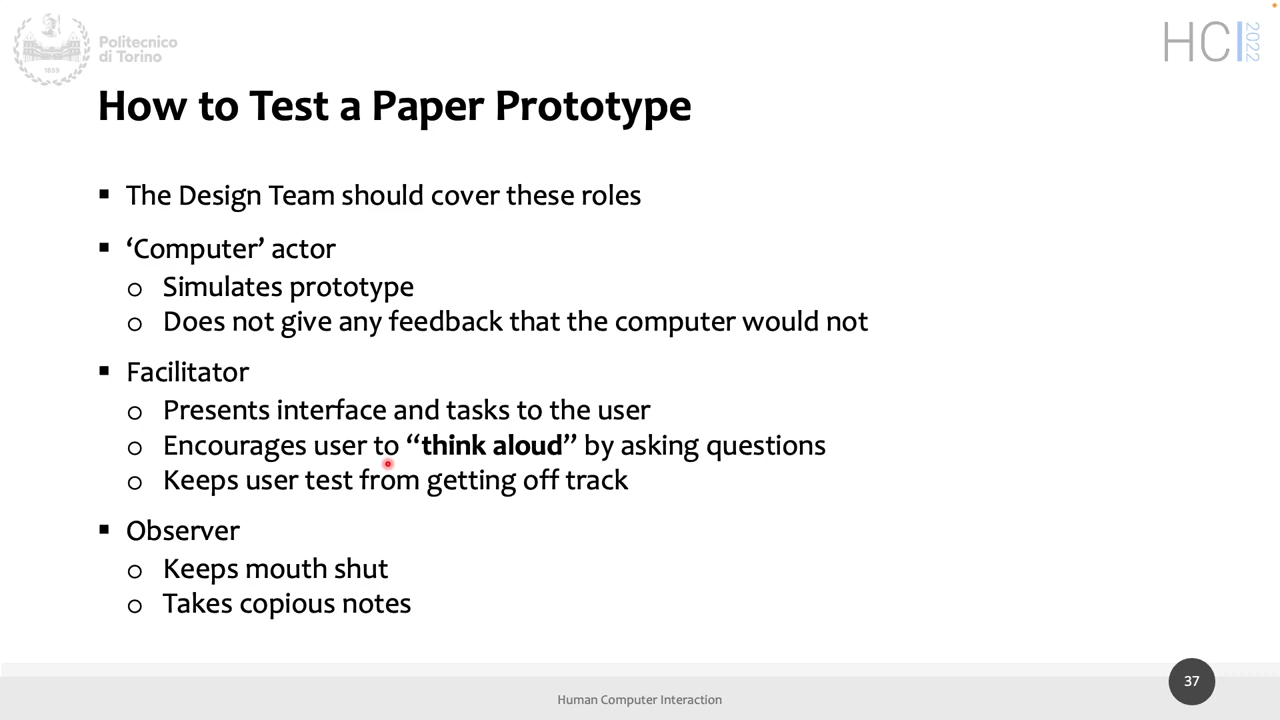 Politecnico
di Torino
1859
HCI 2022
How to Test a Paper Prototype
▪ The Design Team should cover these roles
▪ ‘Computer’ actor
o Simulates prototype
o Does not give any feedback that the computer would not
▪ Facilitator
o Presents interface and tasks to the user
o Encourages user to “think aloud” by asking questions
o Keeps user test from getting off track
▪ Observer
o Keeps mouth shut
o Takes copious notes
Human Computer Interaction
37